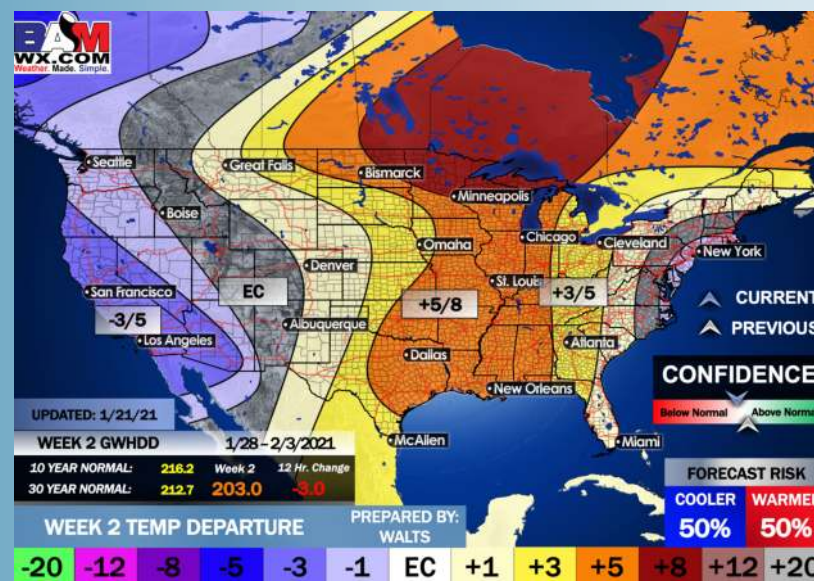 BAM
WX.COM
Weather. Made. Simple.
Seattle
Great Falls
Bismarck
Minneapolis
Boise
Omaha
Chicago
Cleveland
New York
Denver
St. Louis
San Francisco
EC
+5/8
+3/5
-3/5
Los Angeles
Albuquerque
Dallas
Atlanta
New Orleans
McAllen
Miami
CURRENT
PREVIOUS
CONFIDENCE
Below Normal
Above Norma
UPDATED: 1/21/21
WEEK 2 GWHDD 1/28 - 2/3/2021
10 YEAR NORMAL: 216.2 Week 2 12 Hr. Change
30 YEAR NORMAL: 212.7 203.0 -3.0
WEEK 2 TEMP DEPARTURE
PREPARED BY:
WALTS
FORECAST RISK
COOLER WARMER
50% 50%
-20 -12 -8 -5 -3 -1 EC +1 +3 +5 +8 +12 +20